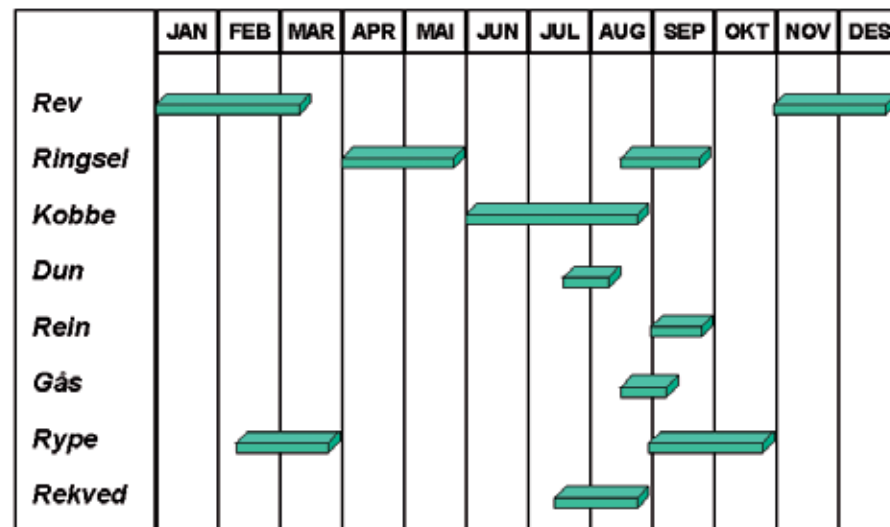 JAN FEB MAR APR MAI JUN JUL AUG SEP OKT NOV DES
Rev
Ringsel
Kobbe
Dun
Rein
Gås
Rype
Rekved